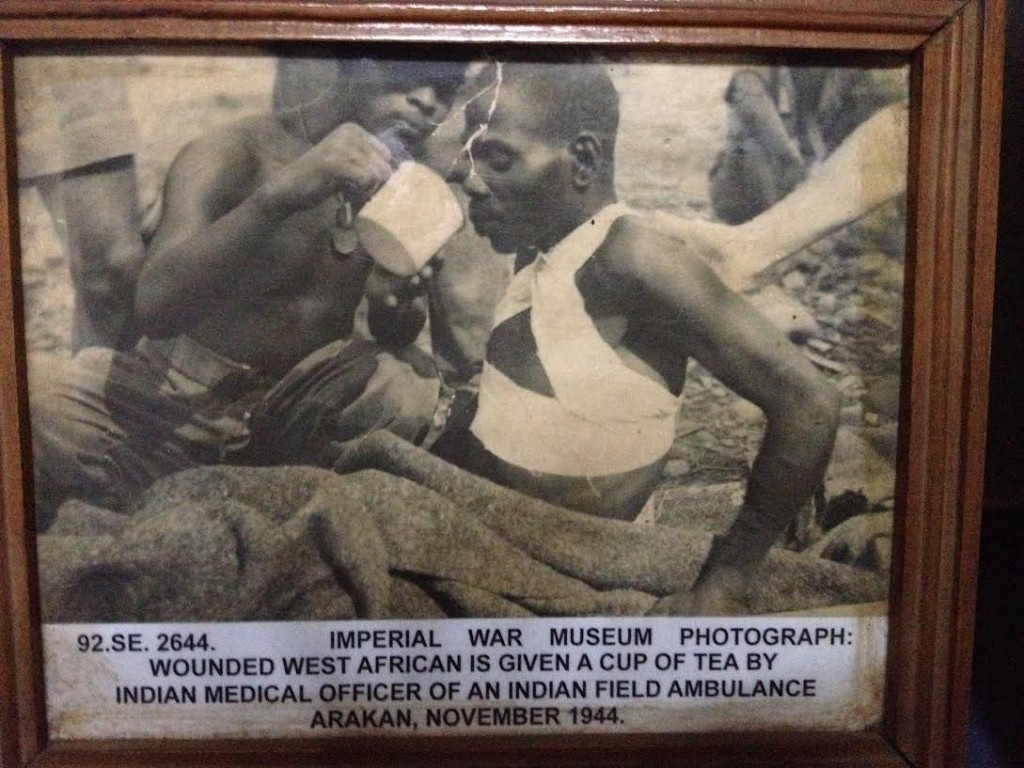 92.SE. 2644. IMPERIAL WAR MUSEUM PHOTOGRAPH:
WOUNDED WEST AFRICAN IS GIVEN A CUP OF TEA BY
INDIAN MEDICAL OFFICER OF AN INDIAN FIELD AMBULANCE
ARAKAN, NOVEMBER 1944.